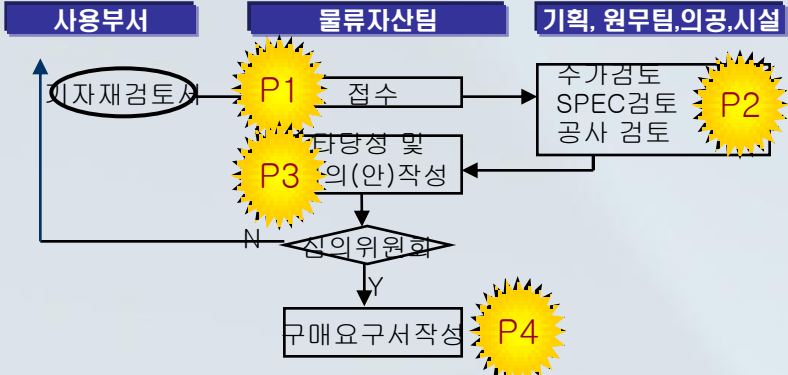 사용부서
물류자산팀
기획, 원무팀,의공,시설
기자재검토서
P1
접수
수가검토
SPEC검토
공사 검토
P2
P3
타당성 및
의(안)작성
심의위원회
N
Y
구매요구서작성
P4